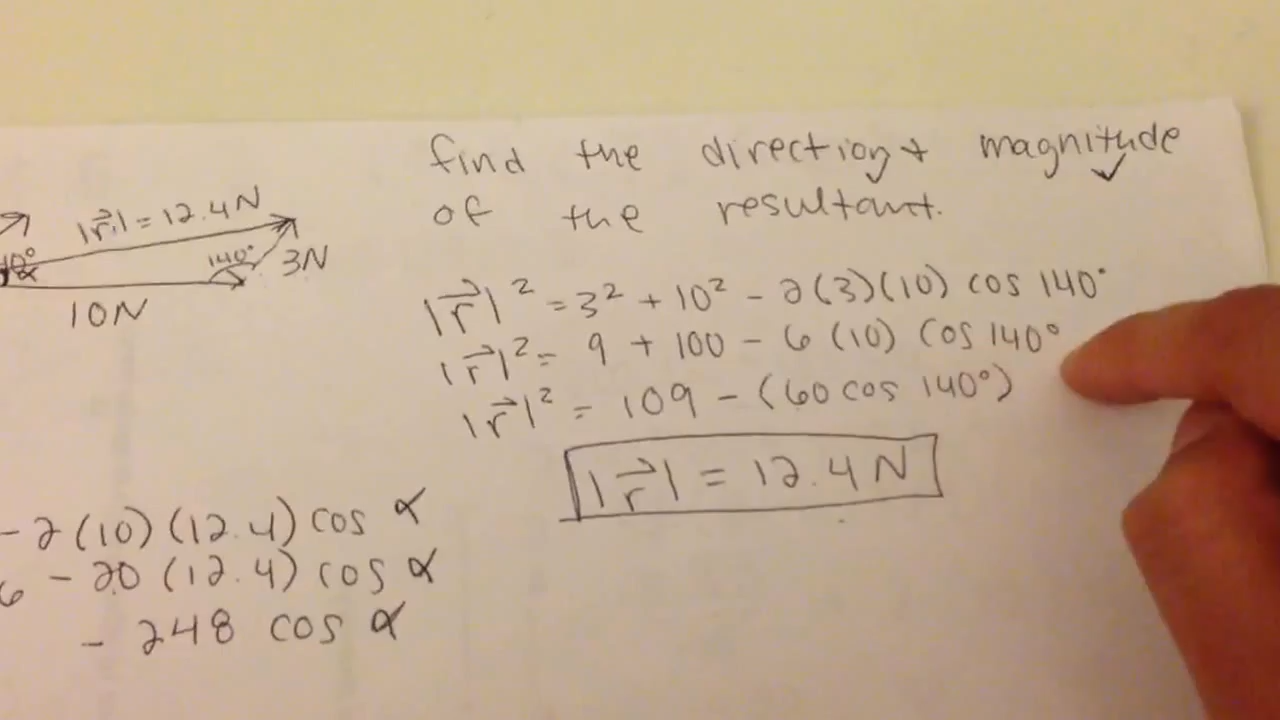 find the direction + magnitude
of the resultant.
|r⃗| = 12.4 N
140°
3N
10N
α
|r⃗|² = 3² + 10² - 2(3)(10) cos 140°
|r⃗|² = 9 + 100 - 6(10) cos 140°
|r⃗|² = 109 - (60 cos 140°)
|r⃗| = 12.4 N
- 2(10)(12.4) cos α
- 20(12.4) cos α
- 248 cos α